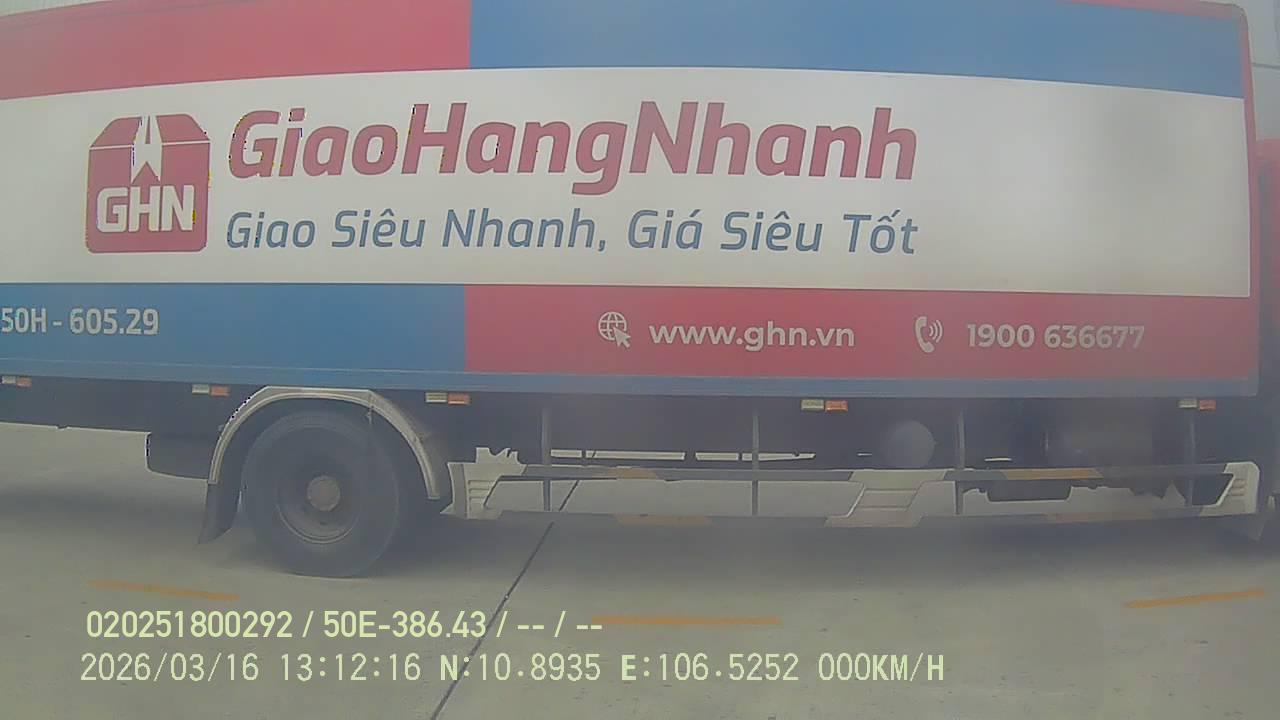 GHN
GiaoHangNhanh
Giao Siêu Nhanh, Giá Siêu Tốt
50H - 605.29
www.ghn.vn
1900 636677
020251800292 / 50E-386.43 / -- / --
2026/03/16 13:12:16 N:10.8935 E:106.5252 000KM/H